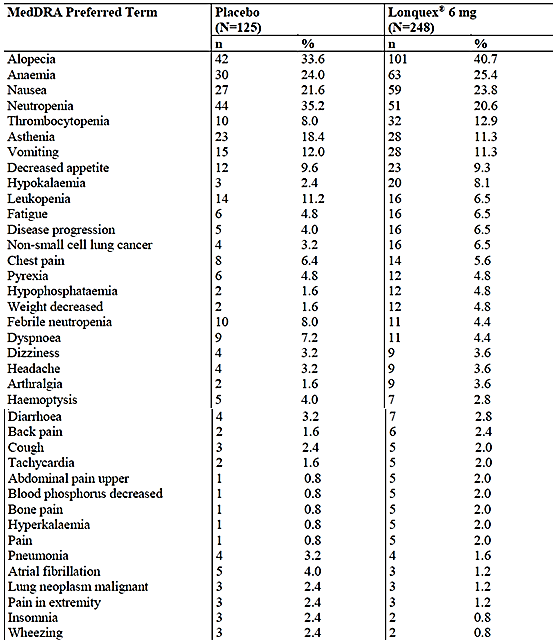 MedDRA Preferred Term Placebo Lonquex® 6 mg
(N=125) (N=248)
n % n %
Alopecia 42 33.6 101 40.7
Anaemia 30 24.0 63 25.4
Nausea 27 21.6 59 23.8
Neutropenia 44 35.2 51 20.6
Thrombocytopenia 10 8.0 32 12.9
Asthenia 23 18.4 28 11.3
Vomiting 15 12.0 28 11.3
Decreased appetite 12 9.6 23 9.3
Hypokalaemia 3 2.4 20 8.1
Leukopenia 14 11.2 16 6.5
Fatigue 6 4.8 16 6.5
Disease progression 5 4.0 16 6.5
Non-small cell lung cancer 4 3.2 16 6.5
Chest pain 8 6.4 14 5.6
Pyrexia 6 4.8 12 4.8
Hypophosphataemia 2 1.6 12 4.8
Weight decreased 2 1.6 12 4.8
Febrile neutropenia 10 8.0 11 4.4
Dyspnoea 9 7.2 11 4.4
Dizziness 4 3.2 9 3.6
Headache 4 3.2 9 3.6
Arthralgia 2 1.6 9 3.6
Haemoptysis 5 4.0 7 2.8
Diarrhoea 4 3.2 7 2.8
Back pain 2 1.6 6 2.4
Cough 3 2.4 5 2.0
Tachycardia 2 1.6 5 2.0
Abdominal pain upper 1 0.8 5 2.0
Blood phosphorus decreased 1 0.8 5 2.0
Bone pain 1 0.8 5 2.0
Hyperkalaemia 1 0.8 5 2.0
Pain 1 0.8 5 2.0
Pneumonia 4 3.2 4 1.6
Atrial fibrillation 5 4.0 3 1.2
Lung neoplasm malignant 3 2.4 3 1.2
Pain in extremity 3 2.4 3 1.2
Insomnia 3 2.4 2 0.8
Wheezing 3 2.4 2 0.8